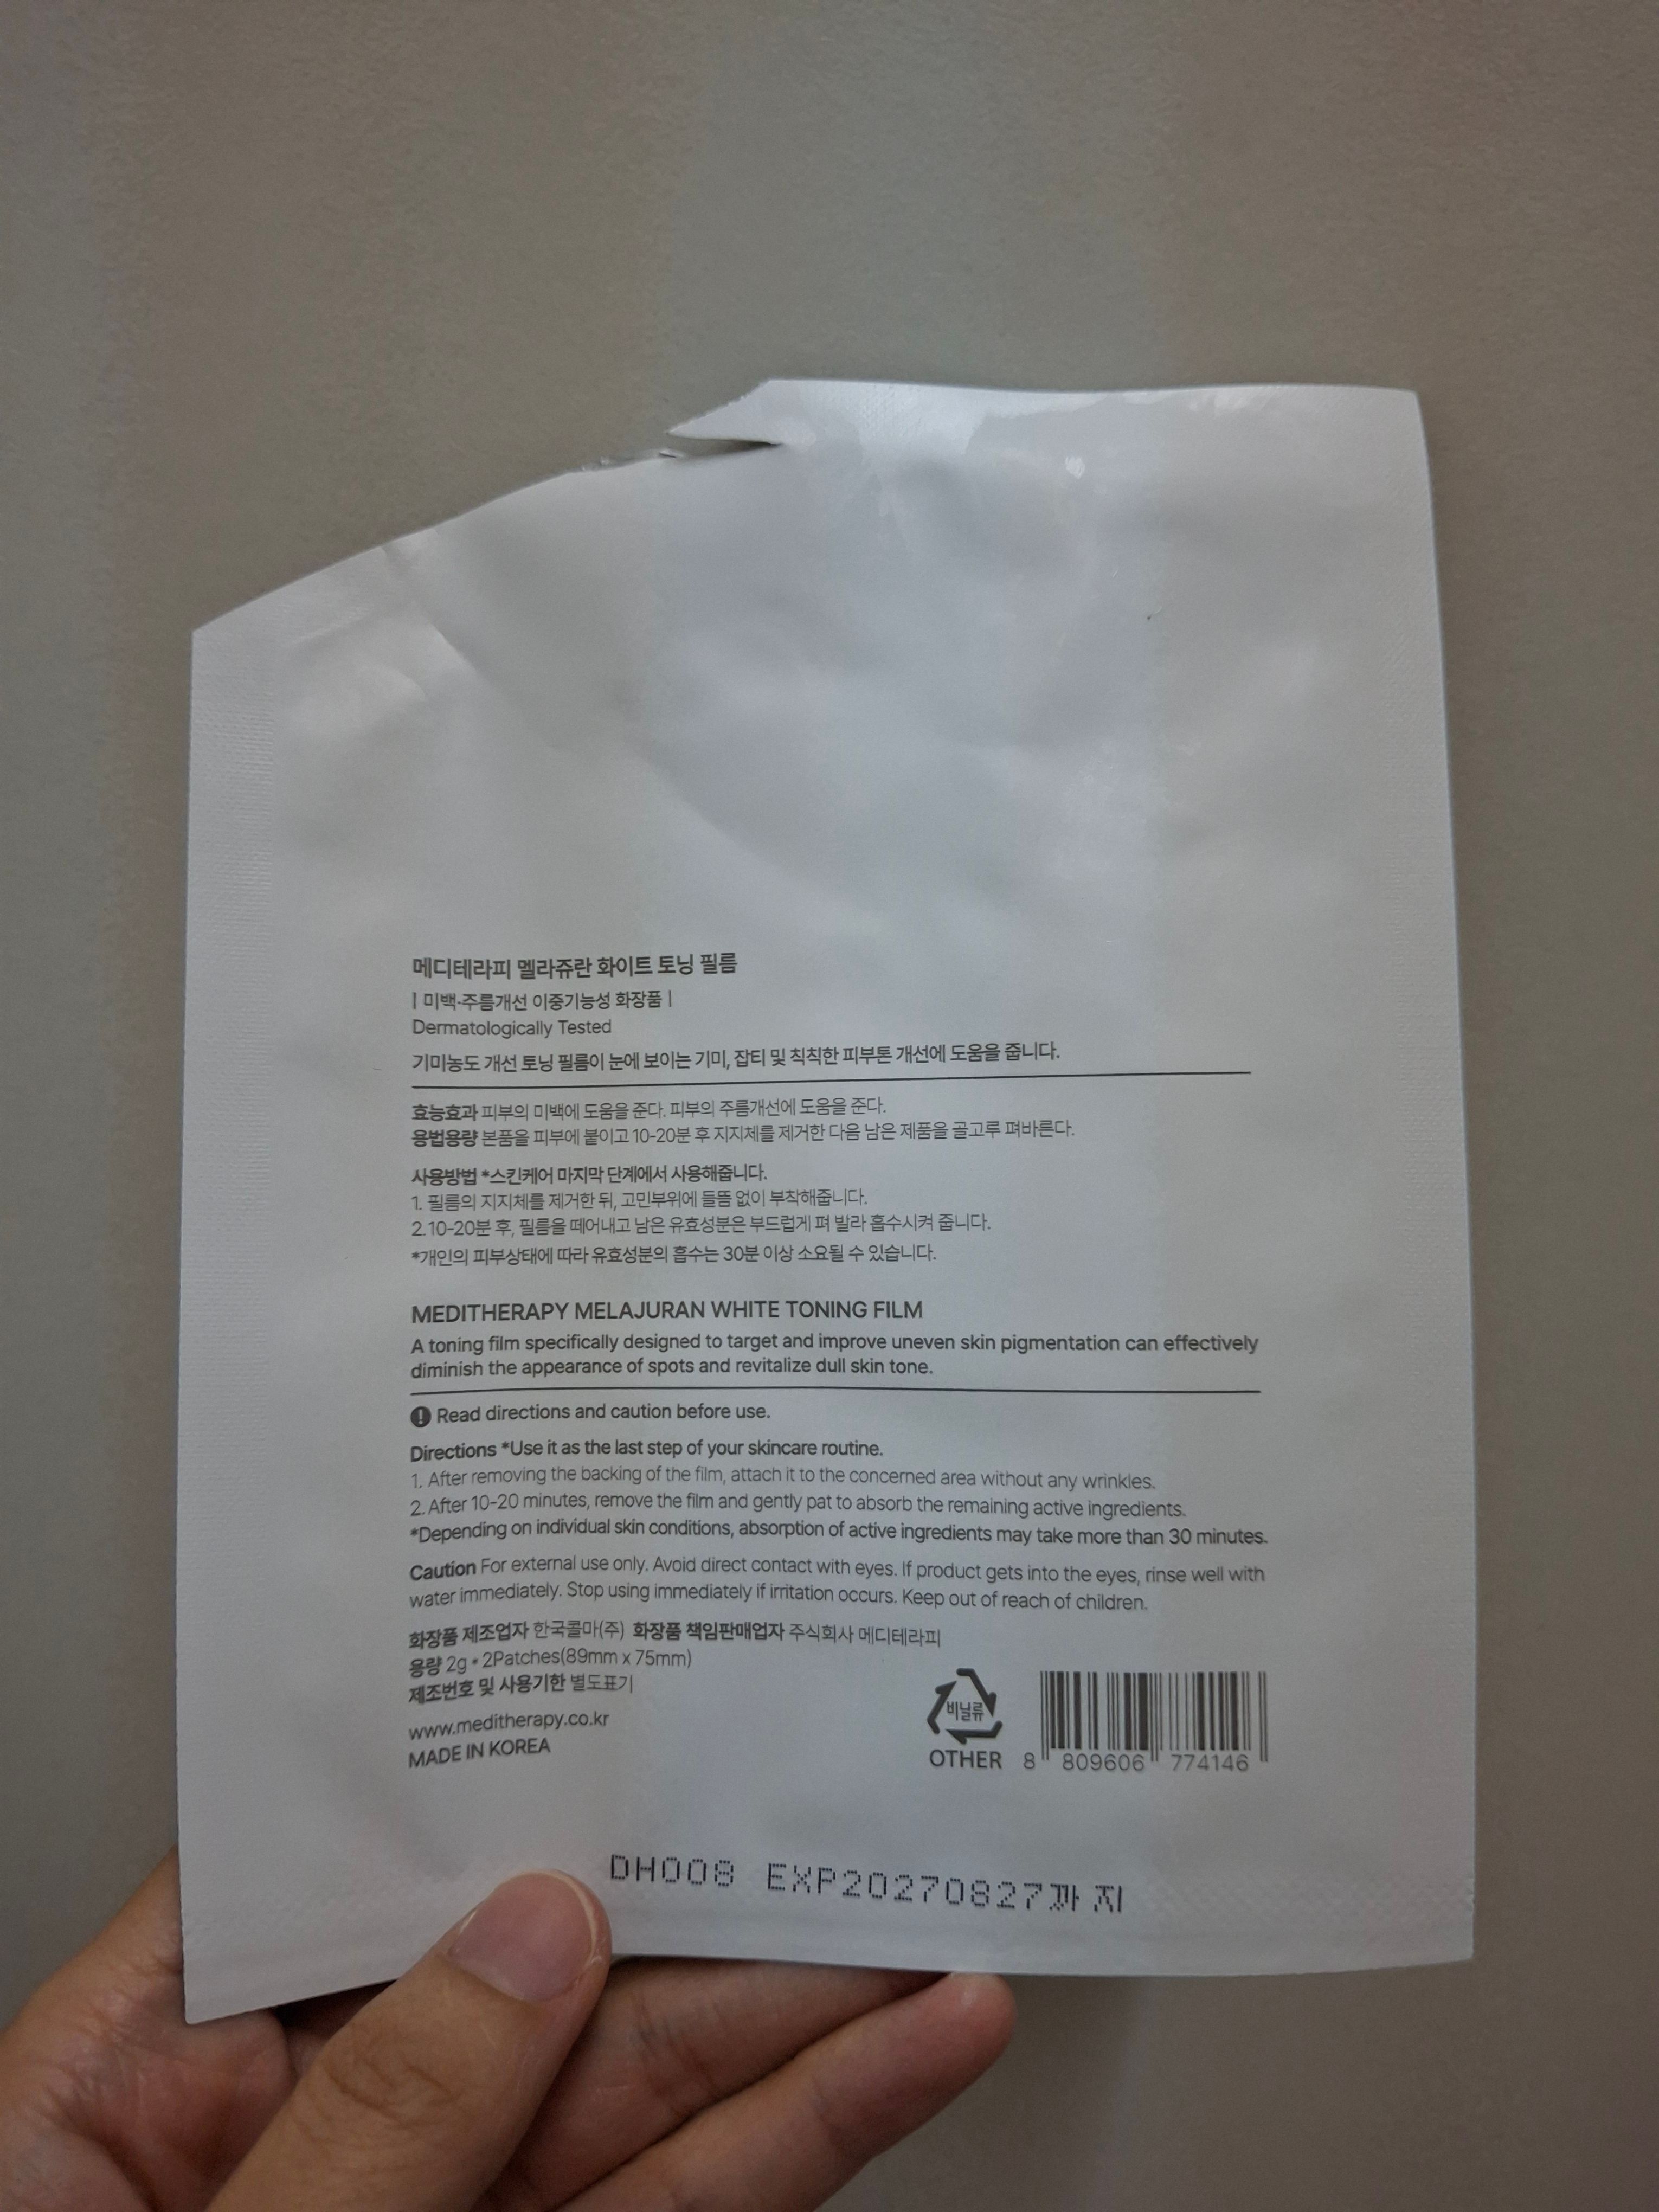 메디테라피 멜라쥬란 화이트 토닝 필름
| 미백·주름개선 이중기능성 화장품 |
Dermatologically Tested
기미농도 개선 토닝 필름이 눈에 보이는 기미, 잡티 및 칙칙한 피부톤 개선에 도움을 줍니다.
효능효과 피부의 미백에 도움을 준다. 피부의 주름개선에 도움을 준다.
용법용량 본품을 피부에 붙이고 10-20분 후 지지체를 제거한 다음 남은 제품을 골고루 펴바른다.
사용방법 *스킨케어 마지막 단계에서 사용해줍니다.
1. 필름의 지지체를 제거한 뒤, 고민부위에 들뜸 없이 부착해줍니다.
2. 10-20분 후, 필름을 떼어내고 남은 유효성분은 부드럽게 펴 발라 흡수시켜 줍니다.
*개인의 피부상태에 따라 유효성분의 흡수는 30분 이상 소요될 수 있습니다.
MEDITHERAPY MELAJURAN WHITE TONING FILM
A toning film specifically designed to target and improve uneven skin pigmentation can effectively
diminish the appearance of spots and revitalize dull skin tone.
! Read directions and caution before use.
Directions *Use it as the last step of your skincare routine.
1. After removing the backing of the film, attach it to the concerned area without any wrinkles.
2. After 10-20 minutes, remove the film and gently pat to absorb the remaining active ingredients.
*Depending on individual skin conditions, absorption of active ingredients may take more than 30 minutes.
Caution For external use only. Avoid direct contact with eyes. If product gets into the eyes, rinse well with
water immediately. Stop using immediately if irritation occurs. Keep out of reach of children.
화장품 제조업자 한국콜마(주) 화장품 책임판매업자 주식회사 메디테라피
용량 2g * 2Patches(89mm x 75mm)
제조번호 및 사용기한 별도표기
www.meditherapy.co.kr
MADE IN KOREA
비닐류
OTHER
8 809606 774146
DH008 EXP20270827까지